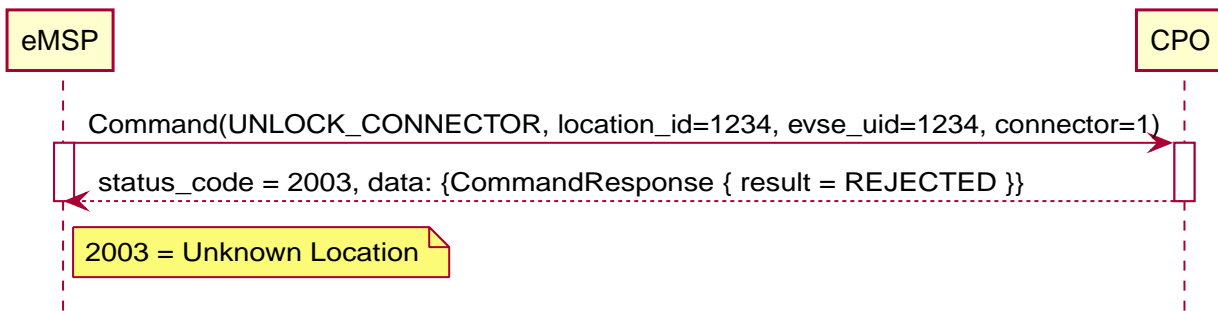 eMSP
CPO
Command(UNLOCK_CONNECTOR, location_id=1234, evse_uid=1234, connector=1)
status_code = 2003, data: {CommandResponse { result = REJECTED }}
2003 = Unknown Location